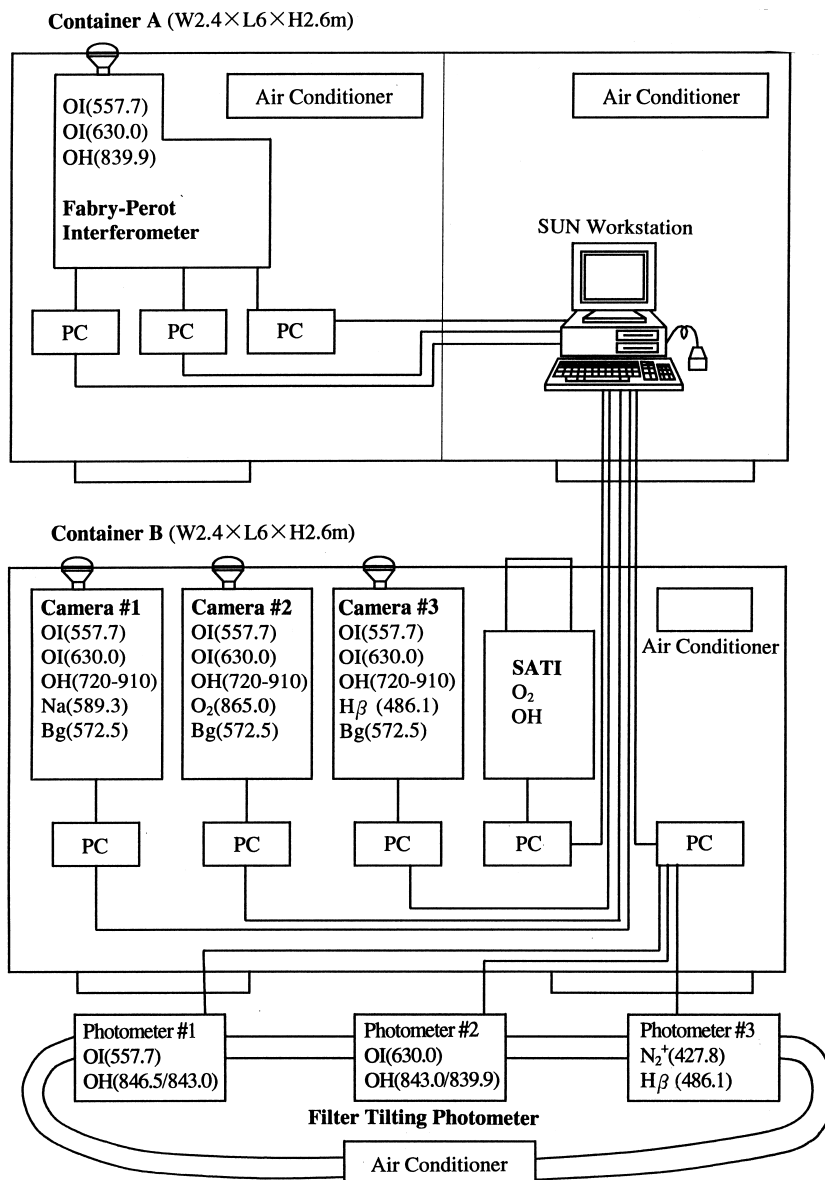 Container A (W2.4×L6×H2.6m)
OI(557.7)
OI(630.0)
OH(839.9)
Fabry-Perot
Interferometer
Air Conditioner
Air Conditioner
SUN Workstation
PC
PC
PC
Container B (W2.4×L6×H2.6m)
Camera #1
OI(557.7)
OI(630.0)
OH(720-910)
Na(589.3)
Bg(572.5)
Camera #2
OI(557.7)
OI(630.0)
OH(720-910)
O₂(865.0)
Bg(572.5)
Camera #3
OI(557.7)
OI(630.0)
OH(720-910)
Hβ (486.1)
Bg(572.5)
SATI
O₂
OH
Air Conditioner
PC
PC
PC
PC
PC
Photometer #1
OI(557.7)
OH(846.5/843.0)
Photometer #2
OI(630.0)
OH(843.0/839.9)
Photometer #3
N₂⁺(427.8)
Hβ (486.1)
Filter Tilting Photometer
Air Conditioner